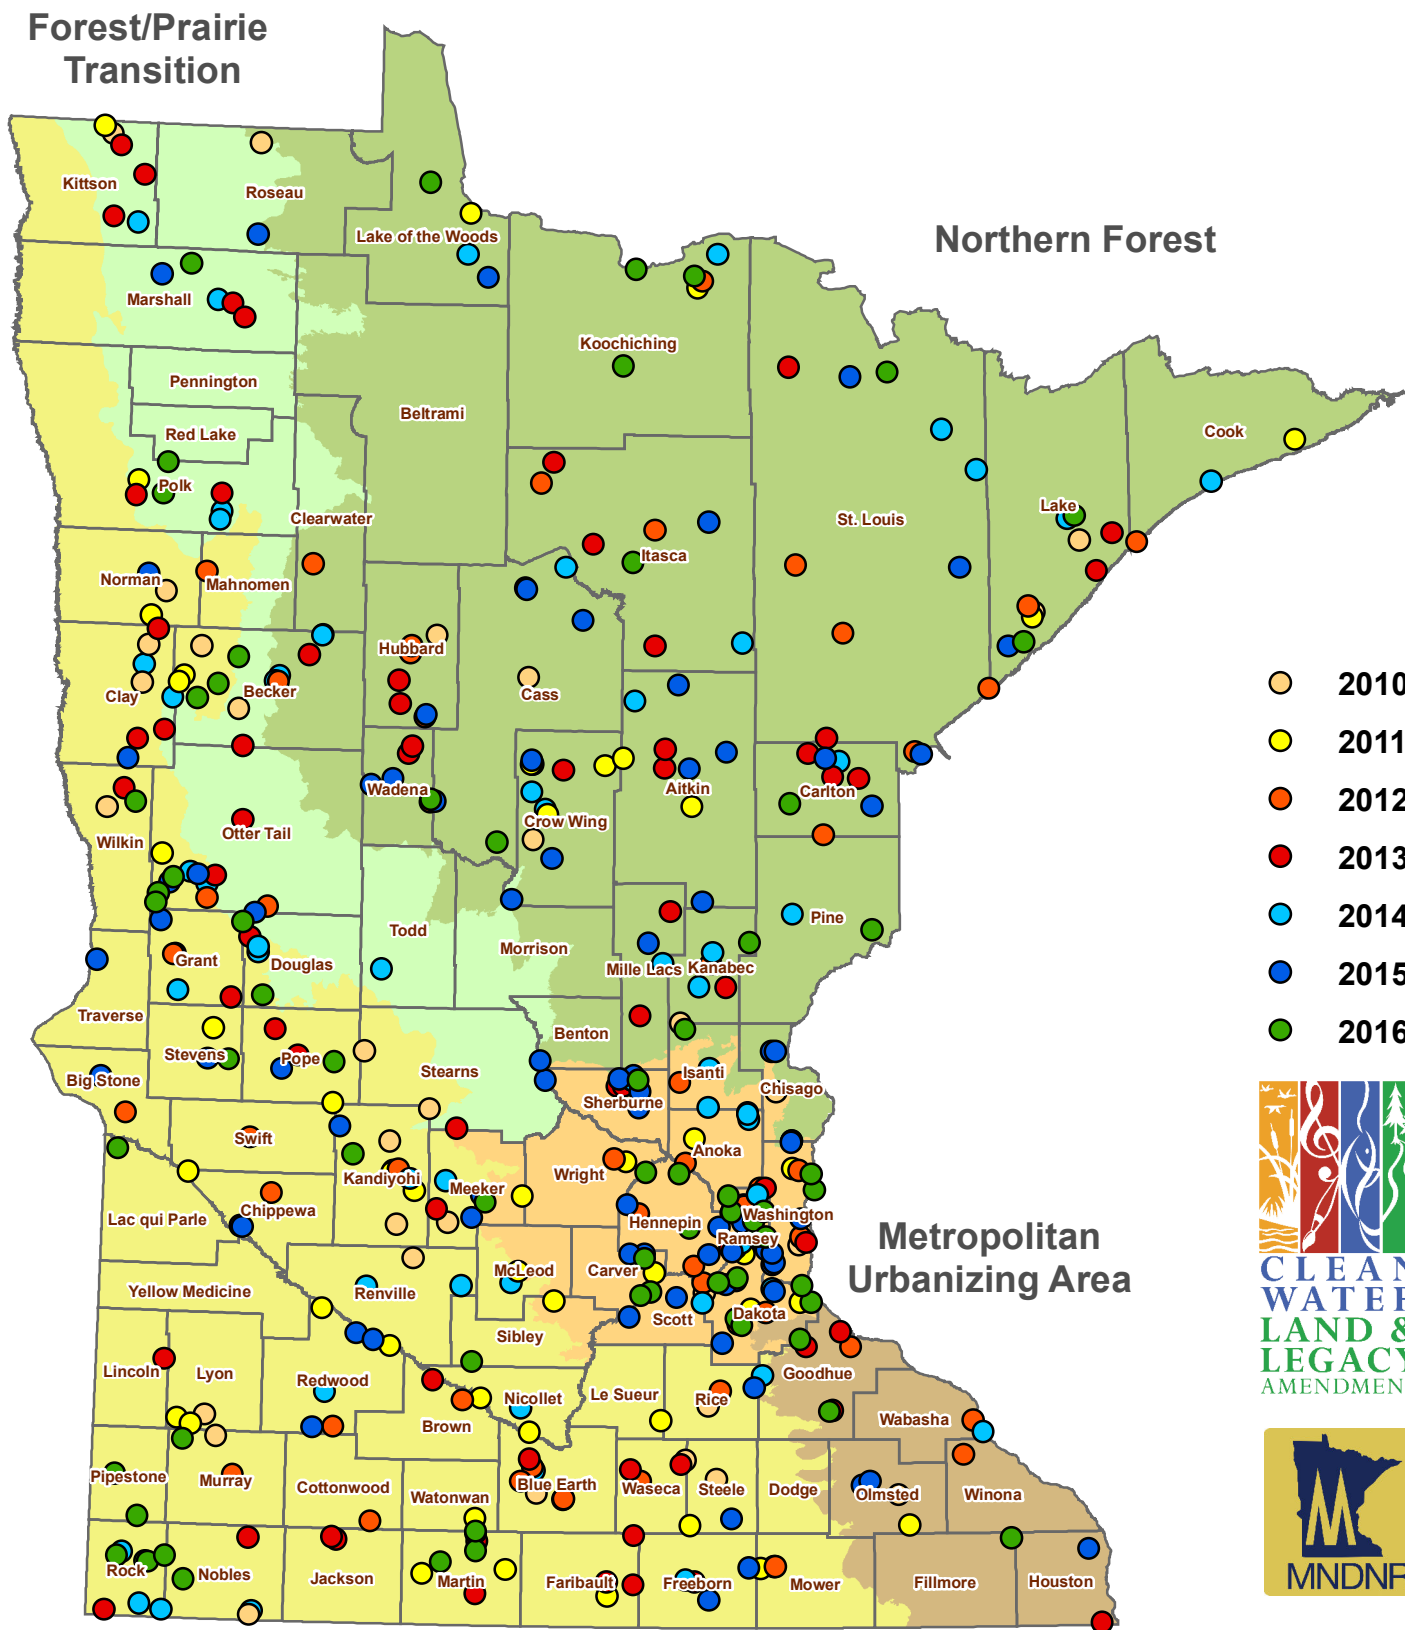 Forest/Prairie
Transition
Northern Forest
Metropolitan
Urbanizing Area
Kittson
Roseau
Lake of the Woods
Marshall
Koochiching
Pennington
Beltrami
Red Lake
Cook
Polk
Clearwater
St. Louis
Lake
Itasca
Norman
Mahnomen
Hubbard
Clay
Becker
Cass
Wadena
Aitkin
Carlton
Crow Wing
Otter Tail
Wilkin
Todd
Pine
Morrison
Grant
Douglas
Mille Lacs
Kanabec
Traverse
Benton
Stevens
Pope
Stearns
Isanti
Big Stone
Chisago
Sherburne
Swift
Anoka
Wright
Kandiyohi
Meeker
Chippewa
Lac qui Parle
Hennepin
Washington
Ramsey
McLeod
Carver
Yellow Medicine
Renville
Scott
Dakota
Sibley
Lincoln
Lyon
Redwood
Nicollet
Le Sueur
Rice
Goodhue
Brown
Wabasha
Pipestone
Murray
Cottonwood
Blue Earth
Waseca
Steele
Dodge
Olmsted
Winona
Watonwan
Rock
Nobles
Jackson
Martin
Faribault
Freeborn
Mower
Fillmore
Houston
2010
2011
2012
2013
2014
2015
2016
CLEAN
WATER
LAND &
LEGACY
AMENDMEN
MNDNR